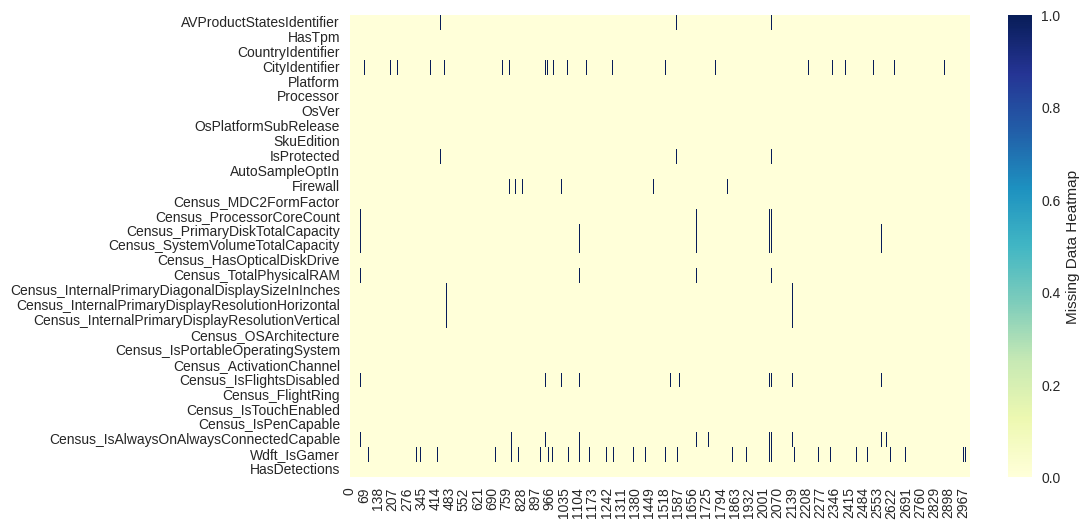 AVProductStatesIdentifier
HasTpm
CountryIdentifier
CityIdentifier
Platform
Processor
OsVer
OsPlatformSubRelease
SkuEdition
IsProtected
AutoSampleOptIn
Firewall
Census_MDC2FormFactor
Census_ProcessorCoreCount
Census_PrimaryDiskTotalCapacity
Census_SystemVolumeTotalCapacity
Census_HasOpticalDiskDrive
Census_TotalPhysicalRAM
Census_InternalPrimaryDiagonalDisplaySizeInInches
Census_InternalPrimaryDisplayResolutionHorizontal
Census_InternalPrimaryDisplayResolutionVertical
Census_OSArchitecture
Census_IsPortableOperatingSystem
Census_ActivationChannel
Census_IsFlightsDisabled
Census_FlightRing
Census_IsTouchEnabled
Census_IsPenCapable
Census_IsAlwaysOnAlwaysConnectedCapable
Wdft_IsGamer
HasDetections
0 69 138 207 276 345 414 483 552 621 690 759 828 897 966 1035 1104 1173 1242 1311 1380 1449 1518 1587 1656 1725 1794 1863 1932 2001 2070 2139 2208 2277 2346 2415 2484 2553 2622 2691 2760 2829 2898 2967
1.0
0.8
0.6
0.4
0.2
0.0
Missing Data Heatmap